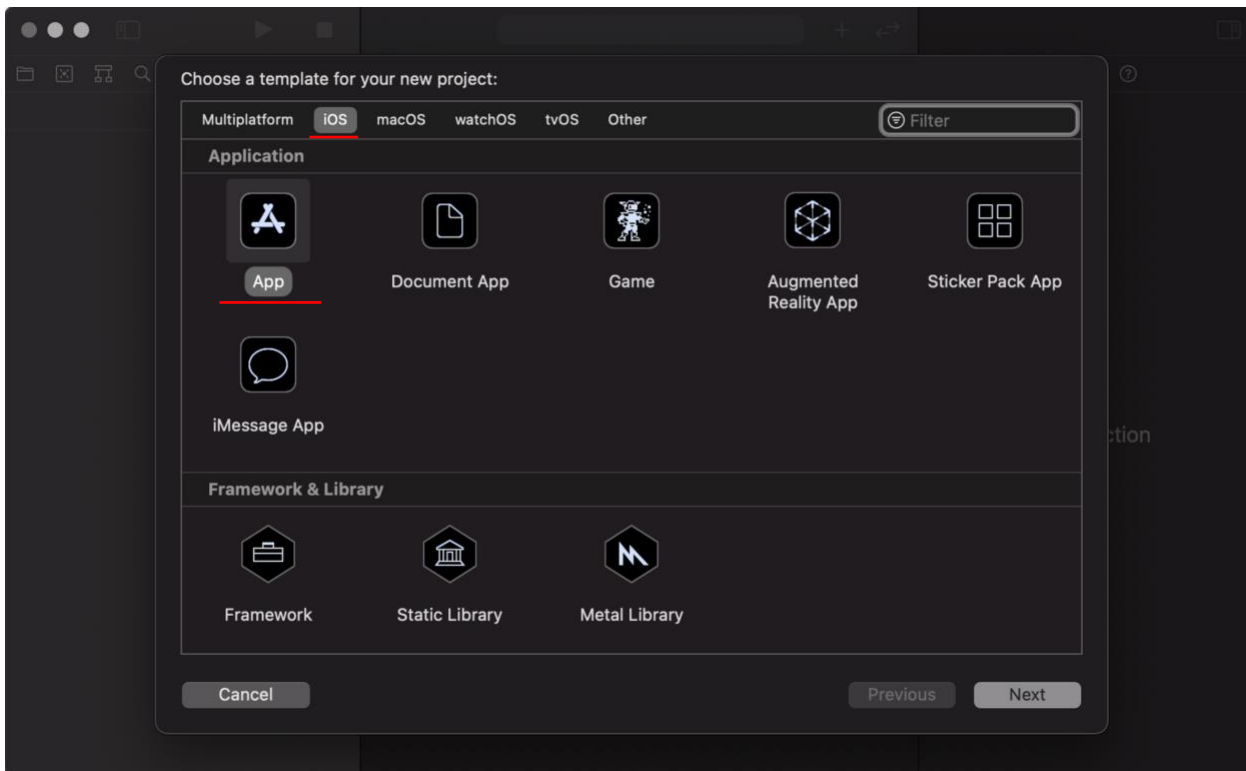 Choose a template for your new project:
Multiplatform iOS macOS watchOS tvOS Other Filter
Application
App Document App Game Augmented Reality App Sticker Pack App
iMessage App
ction
Framework & Library
Framework Static Library Metal Library
Cancel Previous Next